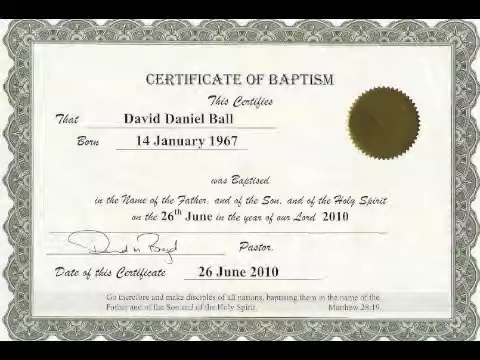 CERTIFICATE OF BAPTISM
This Certifies
That David Daniel Ball
Born 14 January 1967
was Baptised
in the Name of the Father, and of the Son, and of the Holy Spirit
on the 26th June in the year of our Lord 2010
Pastor.
Date of this Certificate 26 June 2010
Go therefore and make disciples of all nations, baptising them in the name of the
Father and of the Son and of the Holy Spirit. Matthew 28:19.